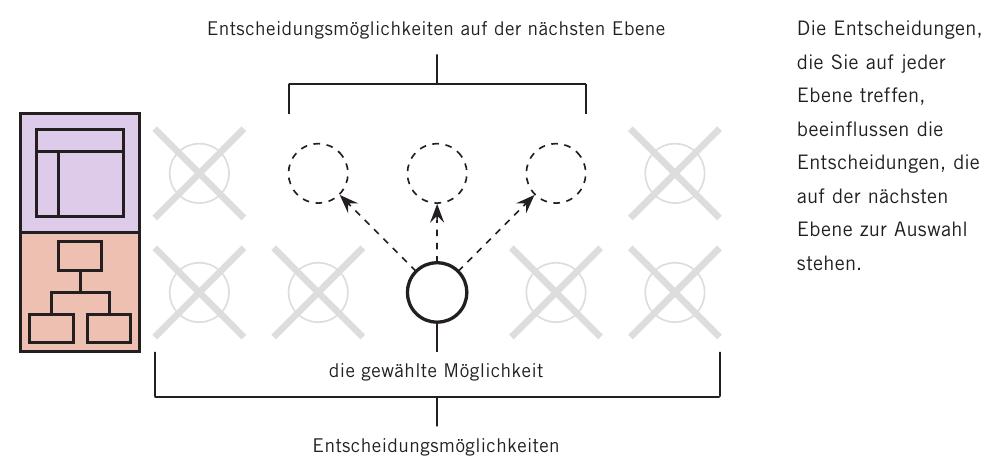 Entscheidungsmöglichkeiten auf der nächsten Ebene
die gewählte Möglichkeit
Entscheidungsmöglichkeiten
Die Entscheidungen,
die Sie auf jeder
Ebene treffen,
beeinflussen die
Entscheidungen, die
auf der nächsten
Ebene zur Auswahl
stehen.